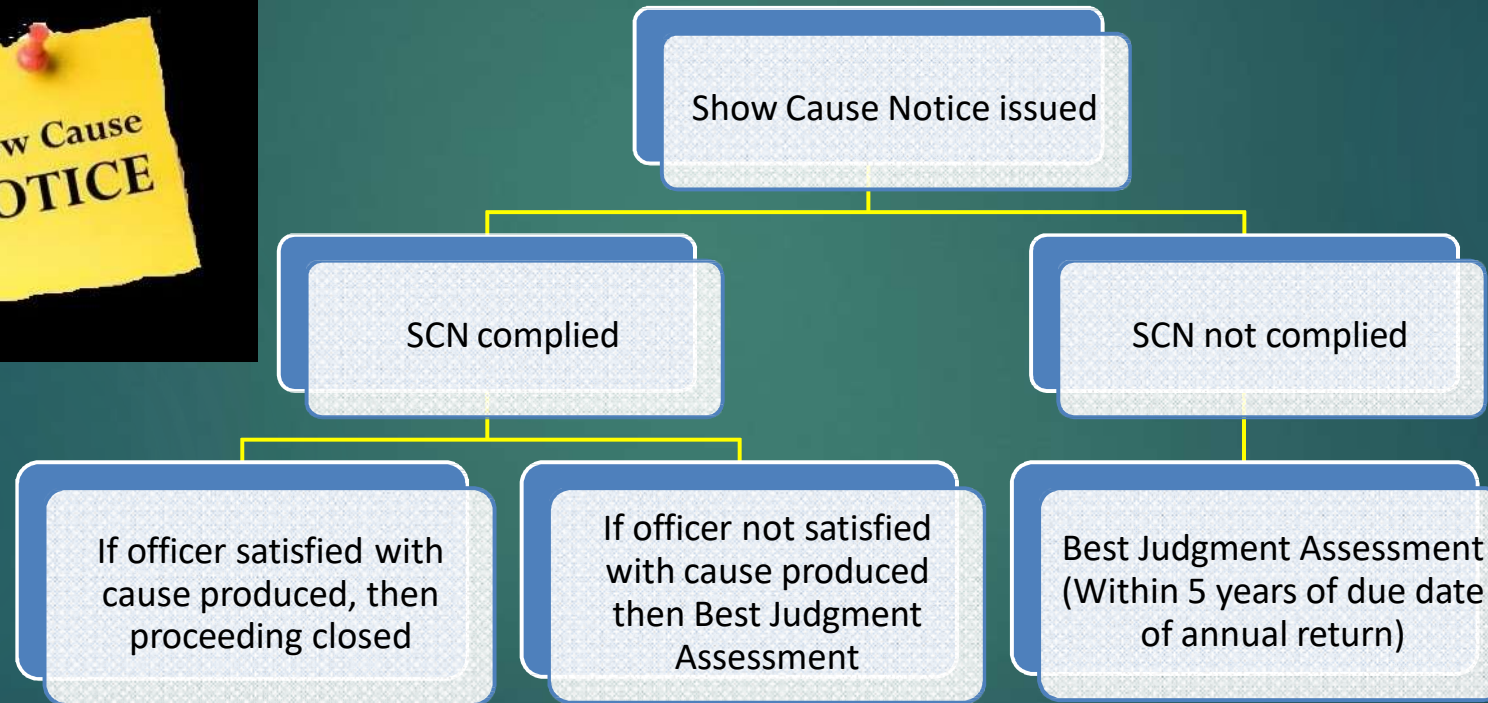 Cause
Show Cause Notice issued
SCN complied
SCN not complied
If officer satisfied with
cause produced, then
proceeding closed
If officer not satisfied
with cause produced
then Best Judgment
Assessment
Best Judgment Assessment
(Within 5 years of due date
of annual return)